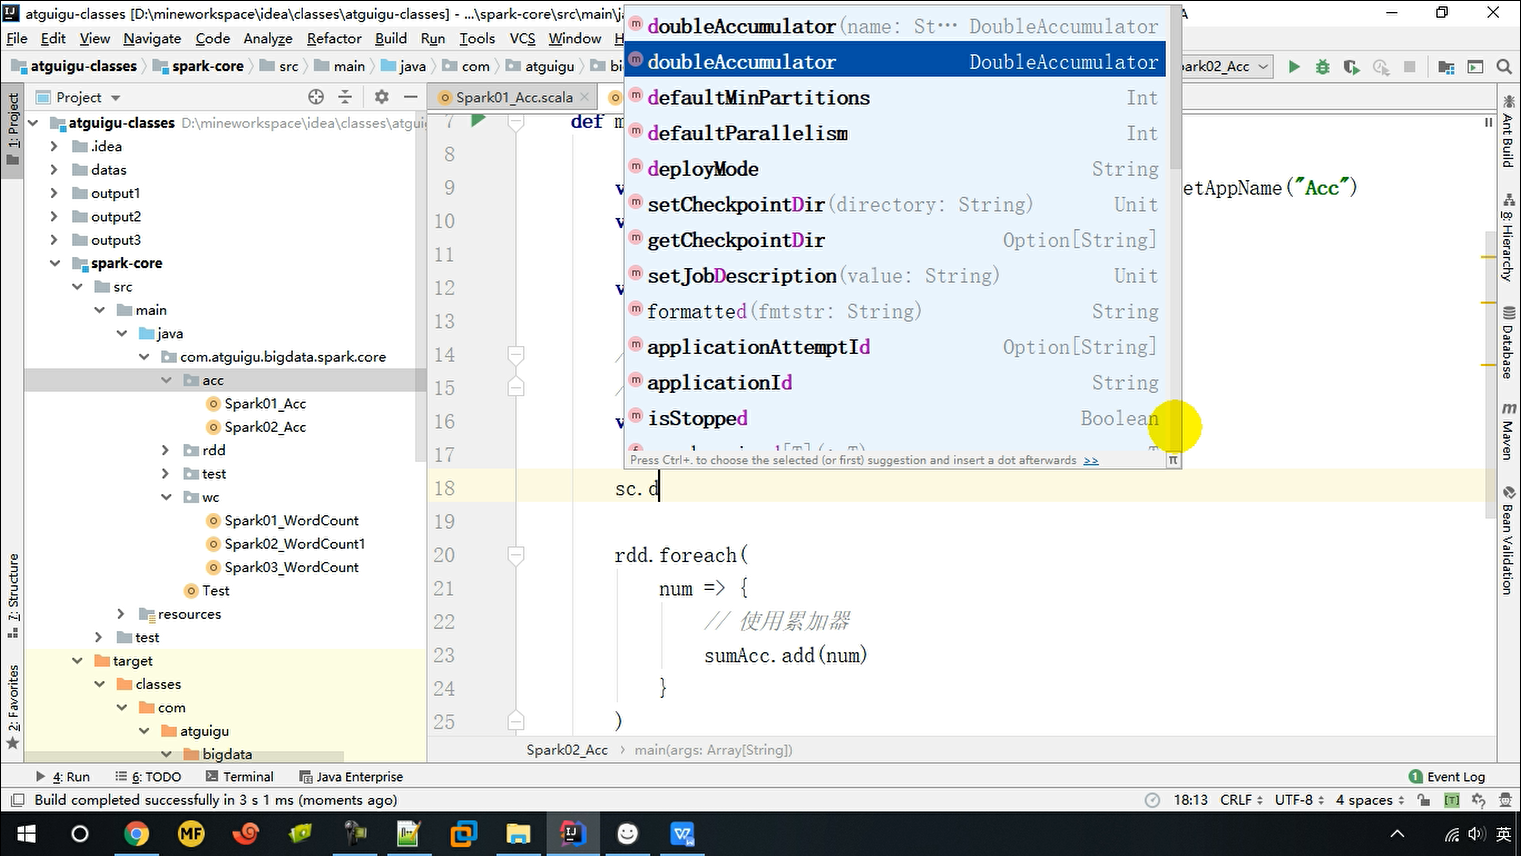 atguigu-classes [D:\mineworkspace\idea\classes\atguigu-classes] - ...\spark-core\src\main\
File Edit View Navigate Code Analyze Refactor Build Run Tools VCS Window
atguigu-classes spark-core src main java com atguigu
ark02_Acc
Project
Spark01_Acc.scala
atguigu-classes D:\mineworkspace\idea\classes\atgui
.idea
datas
output1
output2
output3
spark-core
src
main
java
com.atguigu.bigdata.spark.core
acc
Spark01_Acc
Spark02_Acc
rdd
test
wc
Spark01_WordCount
Spark02_WordCount1
Spark03_WordCount
Test
resources
test
target
classes
com
atguigu
bigdata
1: Project
7: Structure
2: Favorites
doubleAccumulator(name: St··· DoubleAccumulator
doubleAccumulator DoubleAccumulator
defaultMinPartitions Int
defaultParallelism Int
deployMode String
setCheckpointDir(directory: String) Unit
getCheckpointDir Option[String]
setJobDescription(value: String) Unit
formatted(fmtstr: String) String
applicationAttemptId Option[String]
applicationId String
isStopped Boolean
Press Ctrl+. to choose the selected (or first) suggestion and insert a dot afterwards >> π
7 def m
8
9 v etAppName("Acc")
10 v
11
12 v
13
14 /
15 /
16 v
17
18 sc.d
19
20 rdd.foreach(
21 num => {
22 // 使用累加器
23 sumAcc.add(num)
24 }
25 )
Spark02_Acc main(args: Array[String])
Ant Build
8: Hierarchy
Database
Maven
Bean Validation
4: Run 6: TODO Terminal Java Enterprise 1 Event Log
Build completed successfully in 3 s 1 ms (moments ago) 18:13 CRLF UTF-8 4 spaces [T]
MF
英